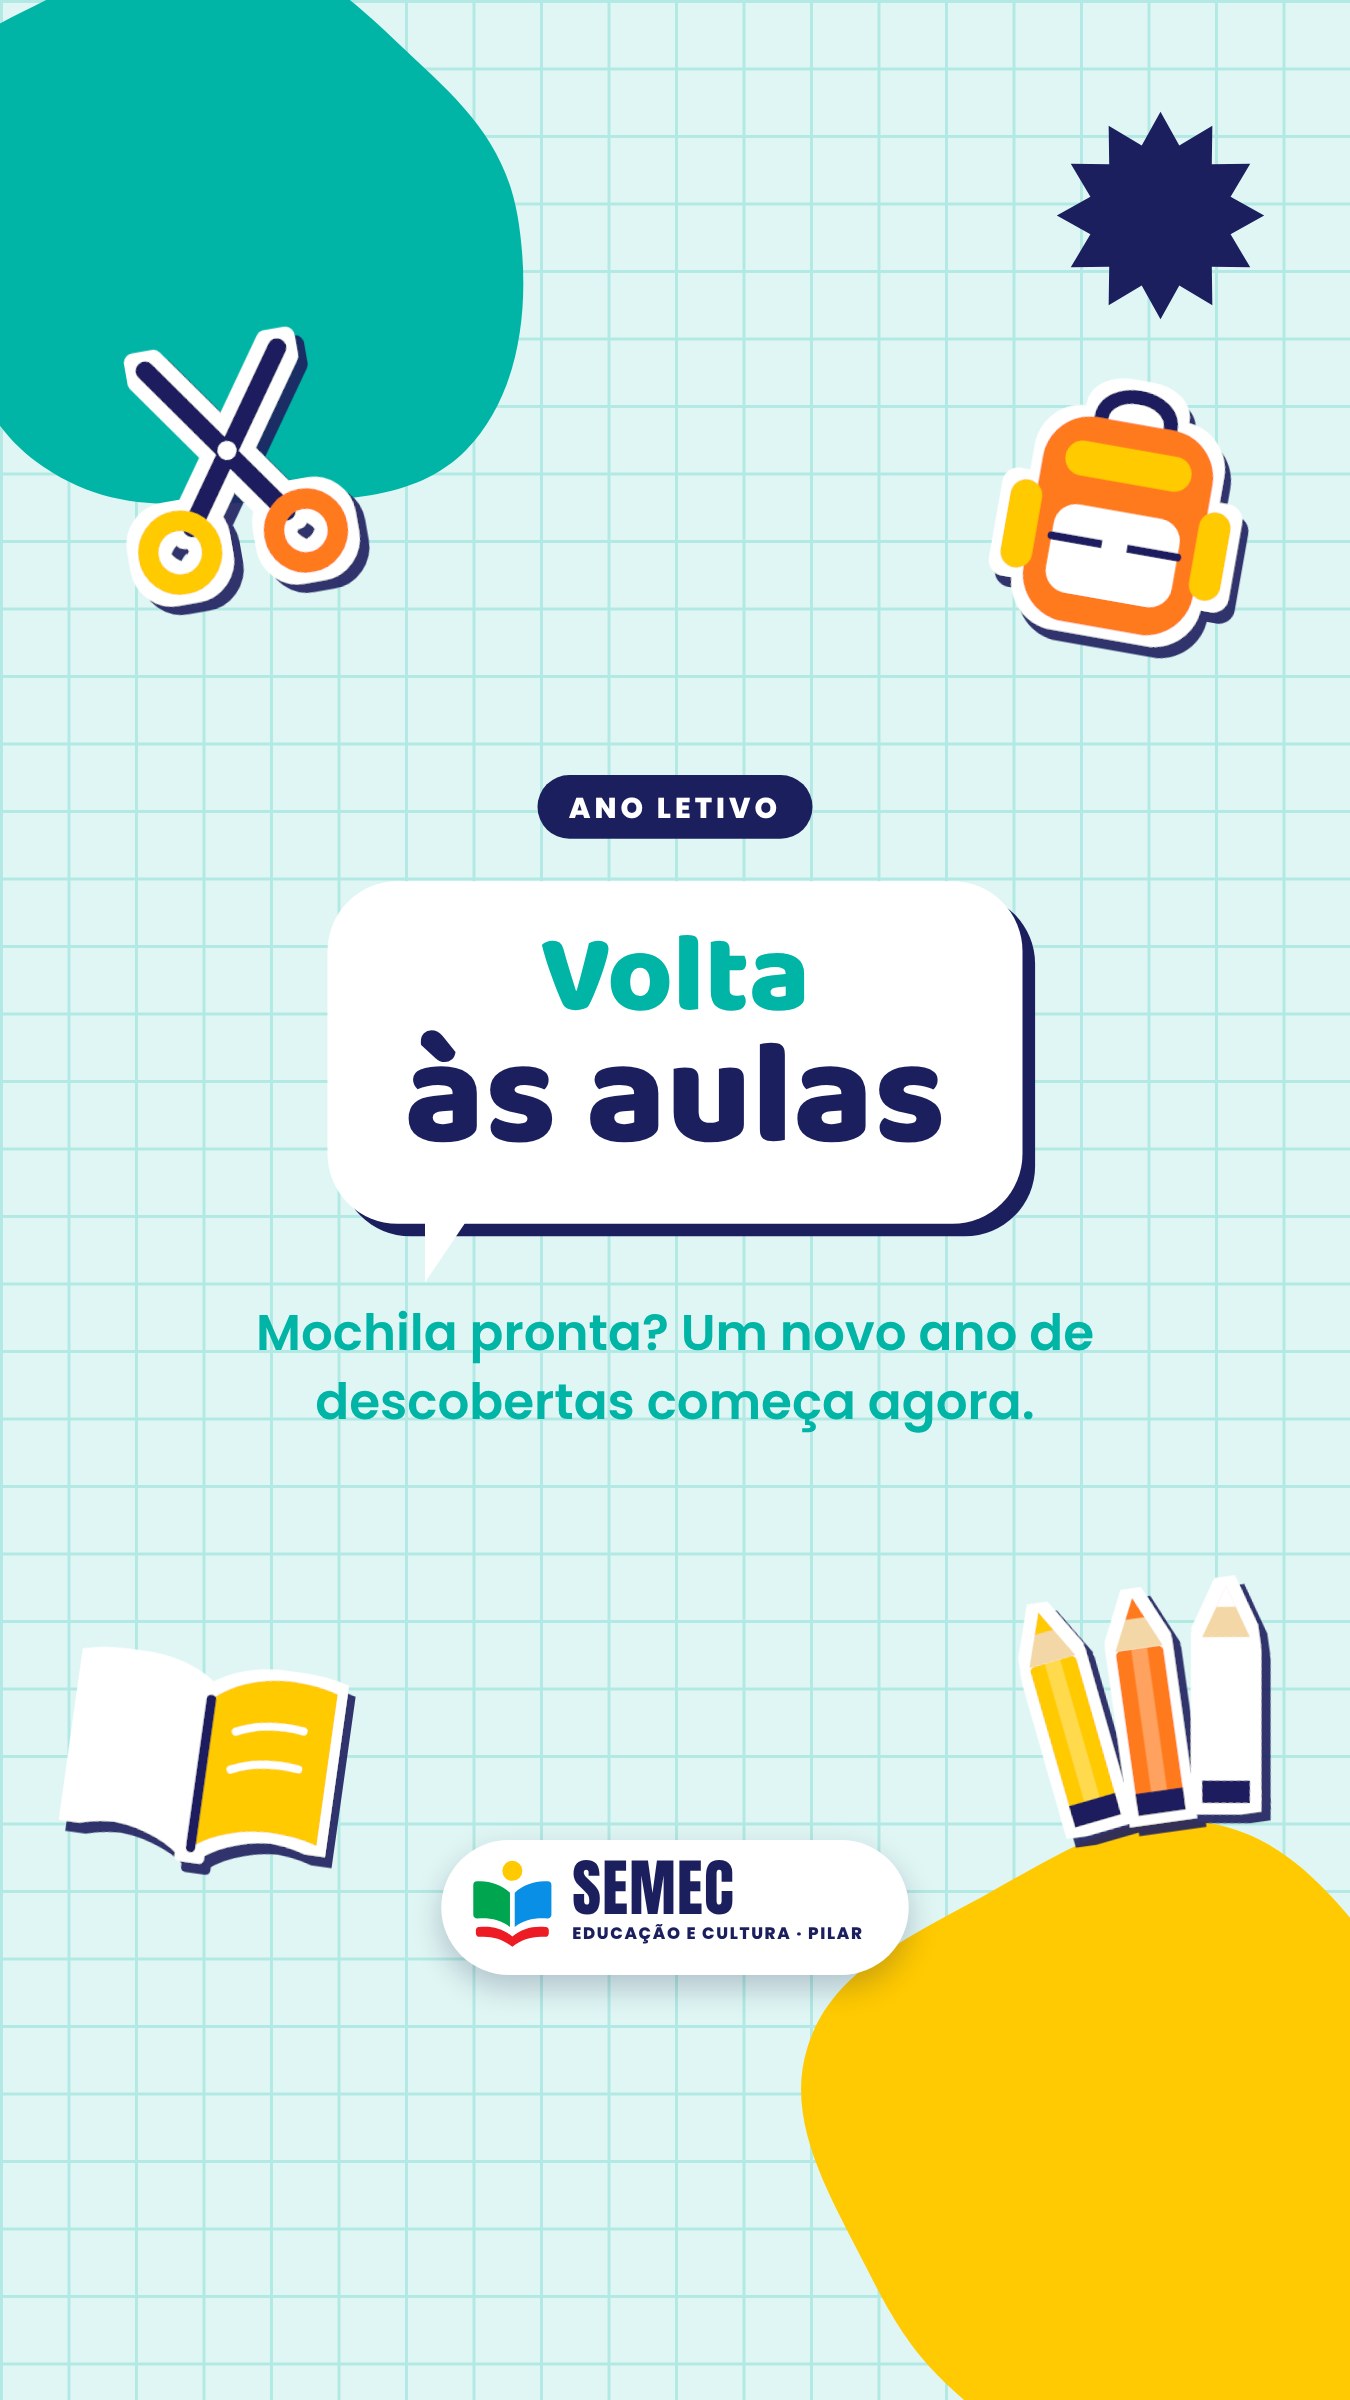 ANO LETIVO
Volta
às aulas
Mochila pronta? Um novo ano de
descobertas começa agora.
SEMEC
EDUCAÇÃO E CULTURA · PILAR